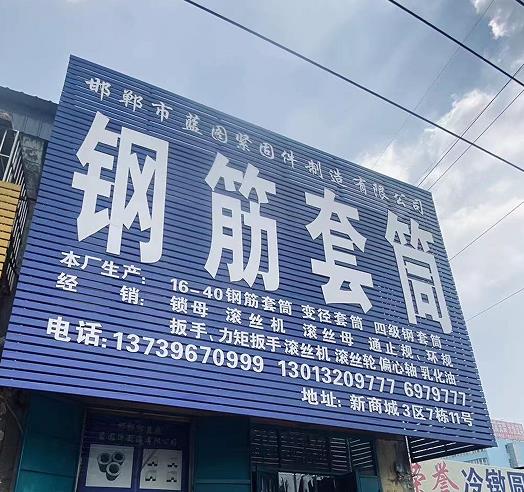 邯郸市蓝图紧固件制造有限公司
钢筋套筒
本厂生产: 16-40钢筋套筒 变径套筒 四级钢套筒
经 销: 锁母 滚丝机 滚丝母 通止规、环规
扳手、力矩扳手滚丝机滚丝轮偏心轴乳化油
电话:13739670999 13013209777 6979777
地址:新商城3区7栋11号
冷镦